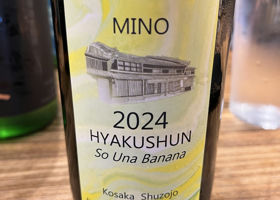 MINO
2024
HYAKUSHUN
So Una Banana
Kosaka Shuzojo